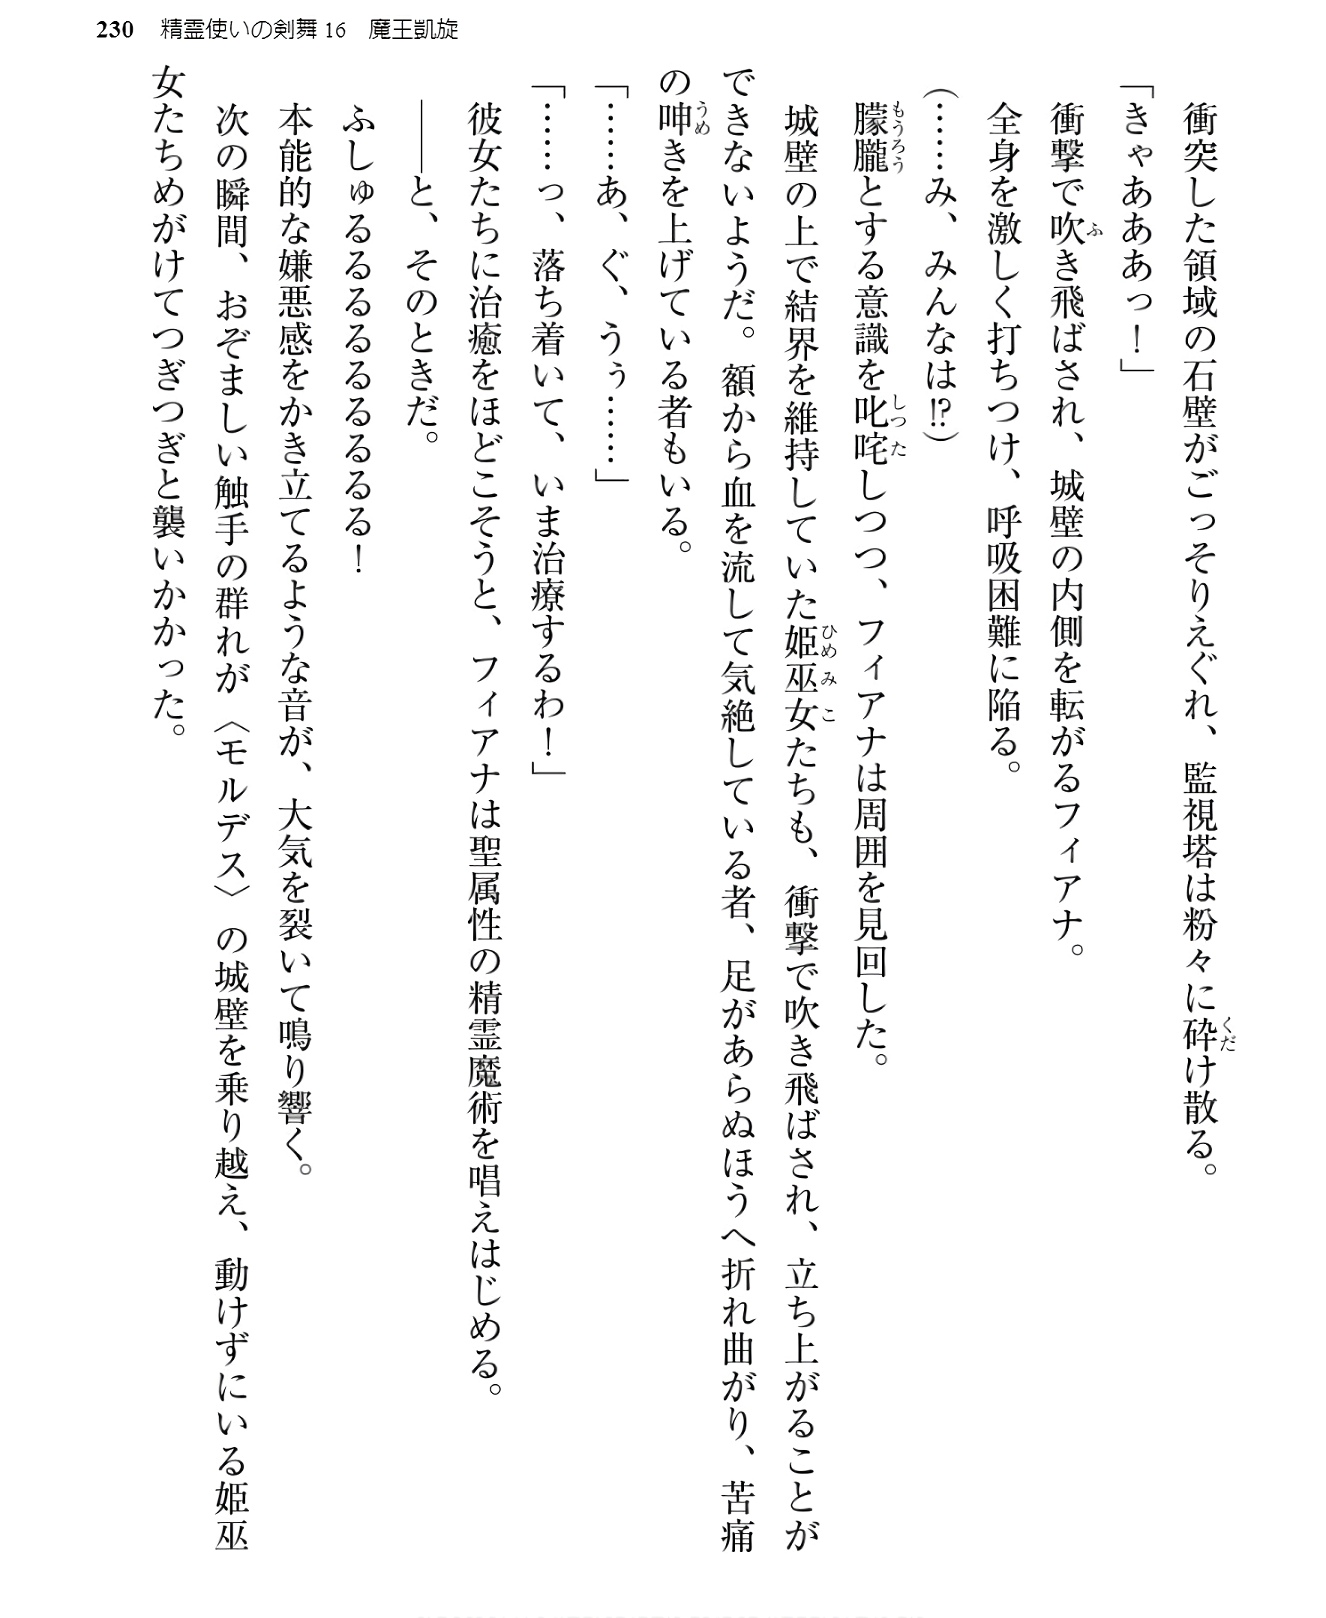 230 精霊使いの剣舞16 魔王凱旋
衝突した領域の石壁がごっそりえぐれ、監視塔は粉々に砕け散る。
「きゃあああっ!」
衝撃で吹き飛ばされ、城壁の内側を転がるフィアナ。
全身を激しく打ちつけ、呼吸困難に陥る。
(……み、みんなは!?)
朦朧とする意識を叱咤しつつ、フィアナは周囲を見回した。
城壁の上で結界を維持していた姫巫女たちも、衝撃で吹き飛ばされ、立ち上がることが
できないようだ。額から血を流して気絶している者、足があらぬほうへ折れ曲がり、苦痛
の呻きを上げている者もいる。
「……あ、ぐ、うぅ……」
「……っ、落ち着いて、いま治療するわ!」
彼女たちに治癒をほどこそうと、フィアナは聖属性の精霊魔術を唱えはじめる。
――と、そのときだ。
ふしゅるるるるるるるるる!
本能的な嫌悪感をかき立てるような音が、大気を裂いて鳴り響く。
次の瞬間、おぞましい触手の群れが〈モルデス〉の城壁を乗り越え、動けずにいる姫巫
女たちめがけてつぎつぎと襲いかかった。